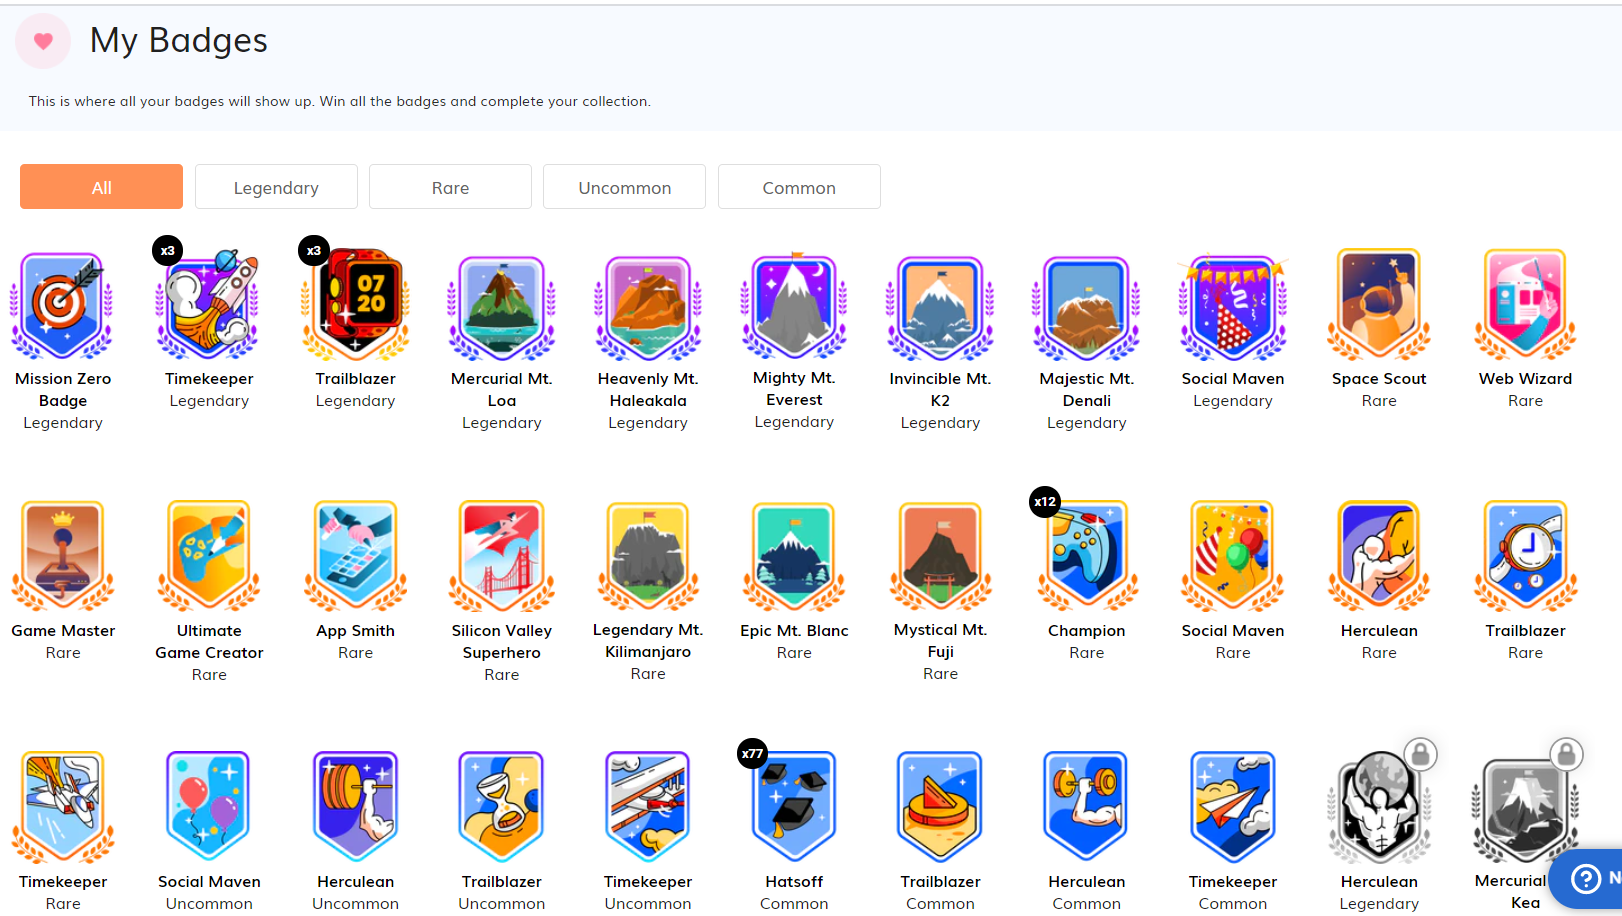 My Badges
This is where all your badges will show up. Win all the badges and complete your collection.
All Legendary Rare Uncommon Common
x3 x3
07
20
Mission Zero Badge Legendary
Timekeeper Legendary
Trailblazer Legendary
Mercurial Mt. Loa Legendary
Heavenly Mt. Haleakala Legendary
Mighty Mt. Everest Legendary
Invincible Mt. K2 Legendary
Majestic Mt. Denali Legendary
Social Maven Legendary
Space Scout Rare
Web Wizard Rare
x12
Game Master Rare
Ultimate Game Creator Rare
App Smith Rare
Silicon Valley Superhero Rare
Legendary Mt. Kilimanjaro Rare
Epic Mt. Blanc Rare
Mystical Mt. Fuji Rare
Champion Rare
Social Maven Rare
Herculean Rare
Trailblazer Rare
x77
Timekeeper Rare
Social Maven Uncommon
Herculean Uncommon
Trailblazer Uncommon
Timekeeper Uncommon
Hatsoff Common
Trailblazer Common
Herculean Common
Timekeeper Common
Herculean Legendary
Mercurial Kea
?